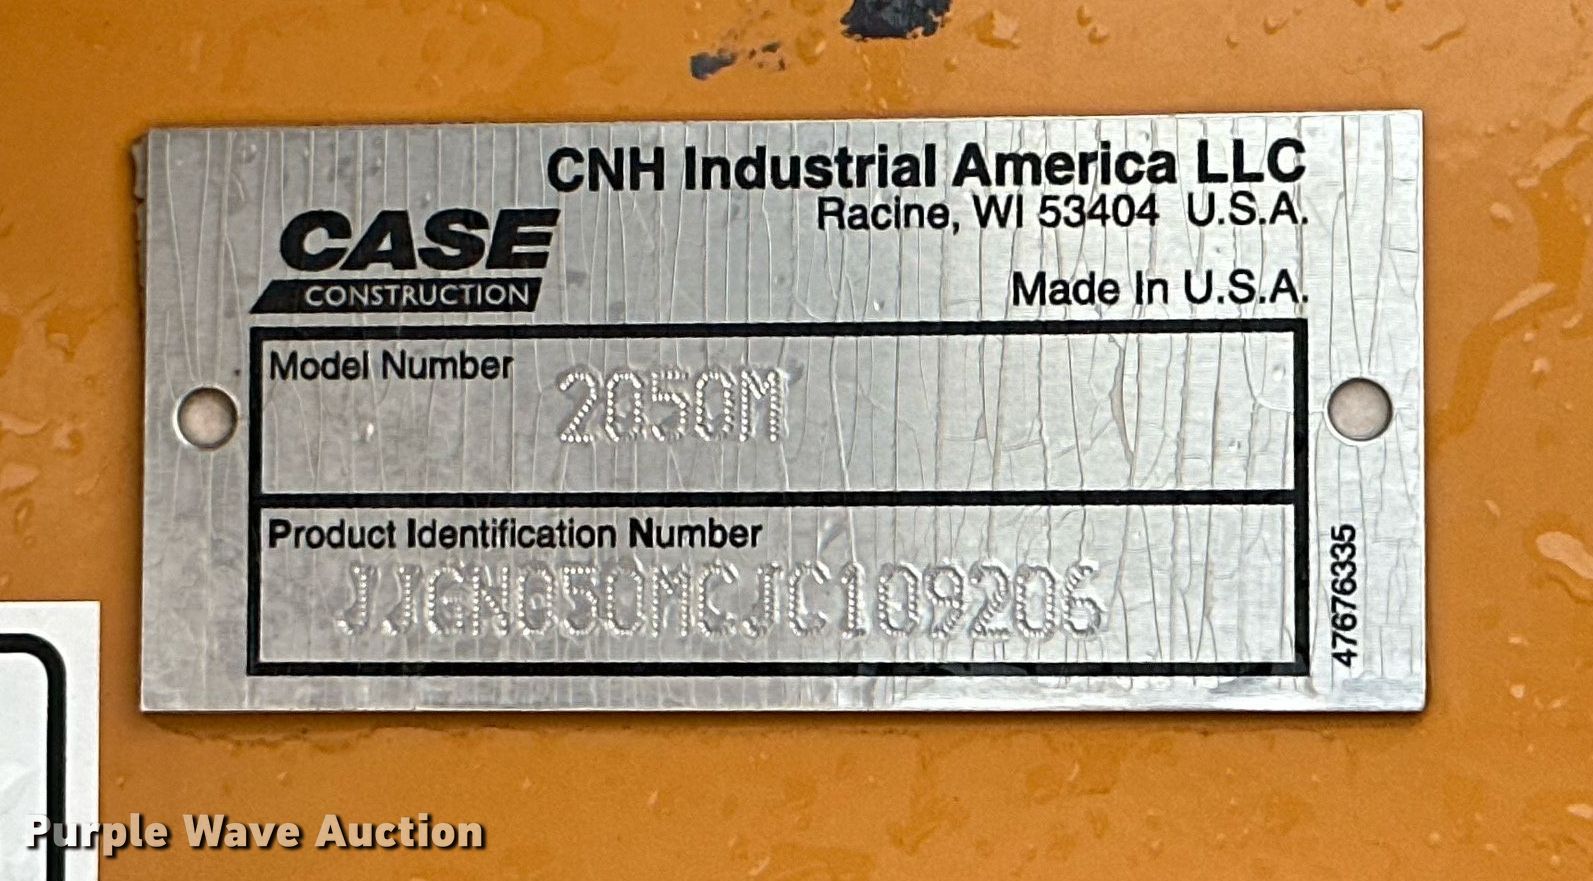 CNH Industrial America LLC
Racine, WI 53404 U.S.A.
CASE
CONSTRUCTION
Made In U.S.A.
Model Number 2050M
Product Identification Number
JJGN050MCJC109206
47676335
Purple Wave Auction